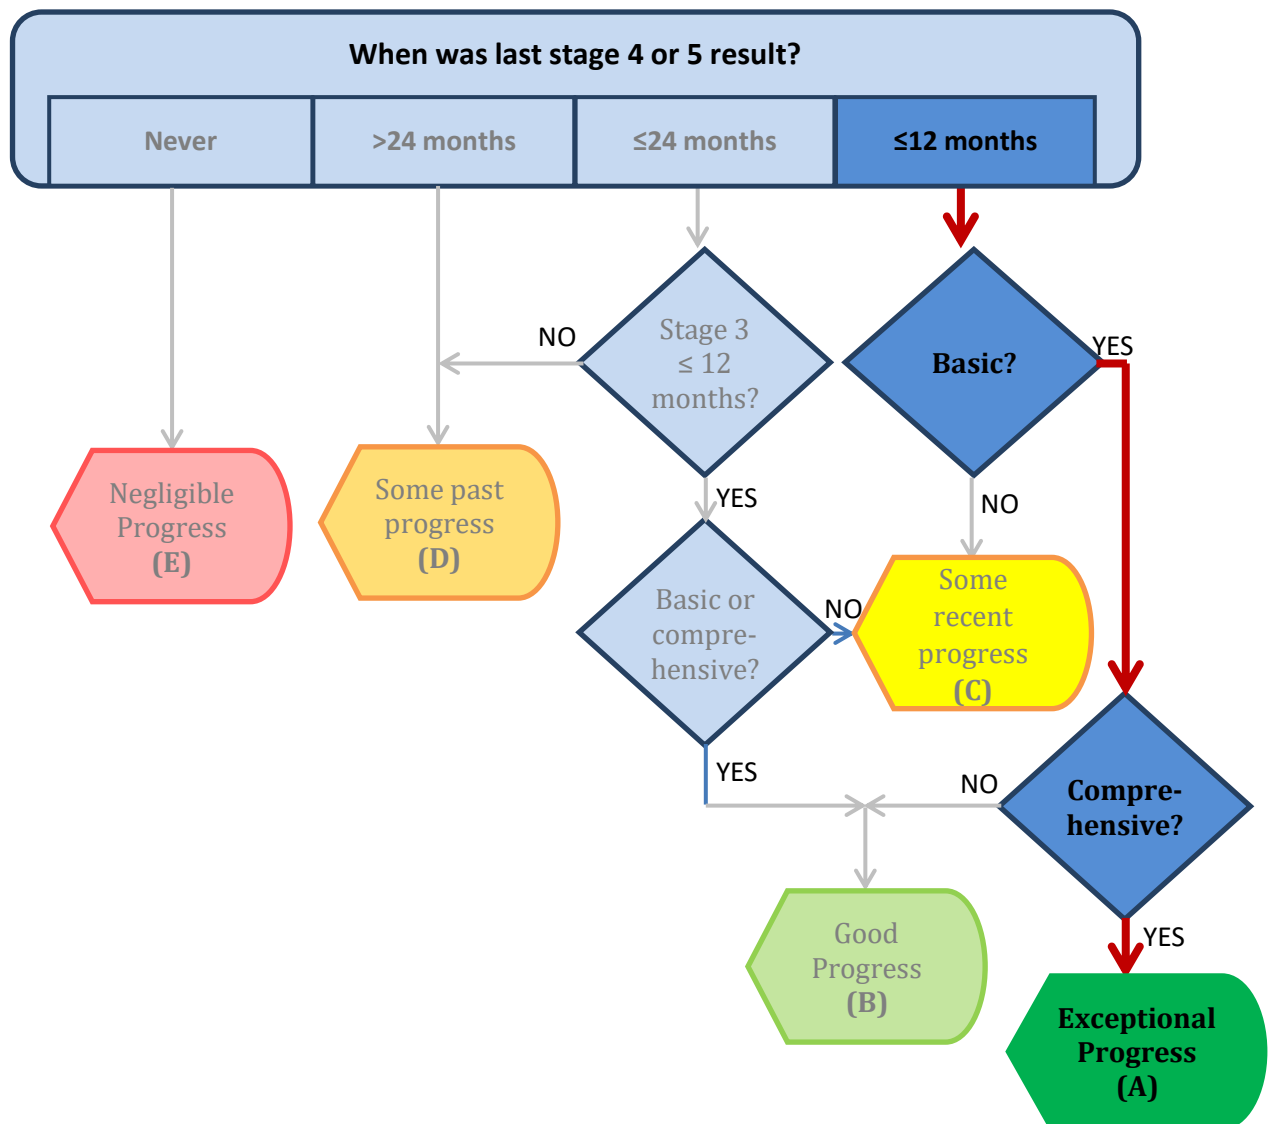 When was last stage 4 or 5 result?
Never
>24 months
≤24 months
≤12 months
Stage 3
≤ 12
months?
NO
Basic?
YES
YES
NO
Negligible
Progress
(E)
Some past
progress
(D)
Basic or
compre-
hensive?
NO
Some
recent
progress
(C)
YES
NO
Compre-
hensive?
YES
Good
Progress
(B)
Exceptional
Progress
(A)